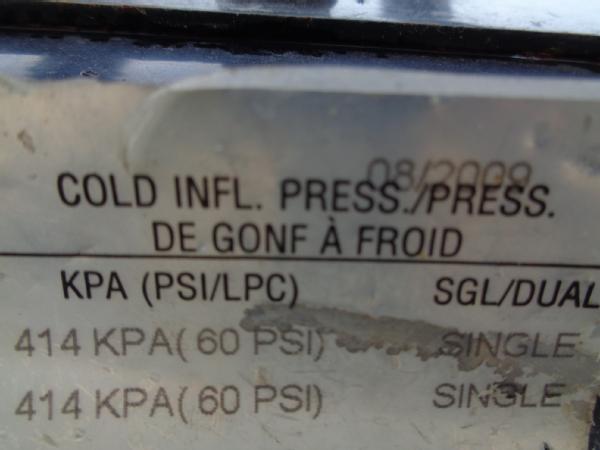 08/2009
COLD INFL. PRESS./PRESS.
DE GONF À FROID
KPA (PSI/LPC) SGL/DUAL
414 KPA( 60 PSI) SINGLE
414 KPA( 60 PSI) SINGLE